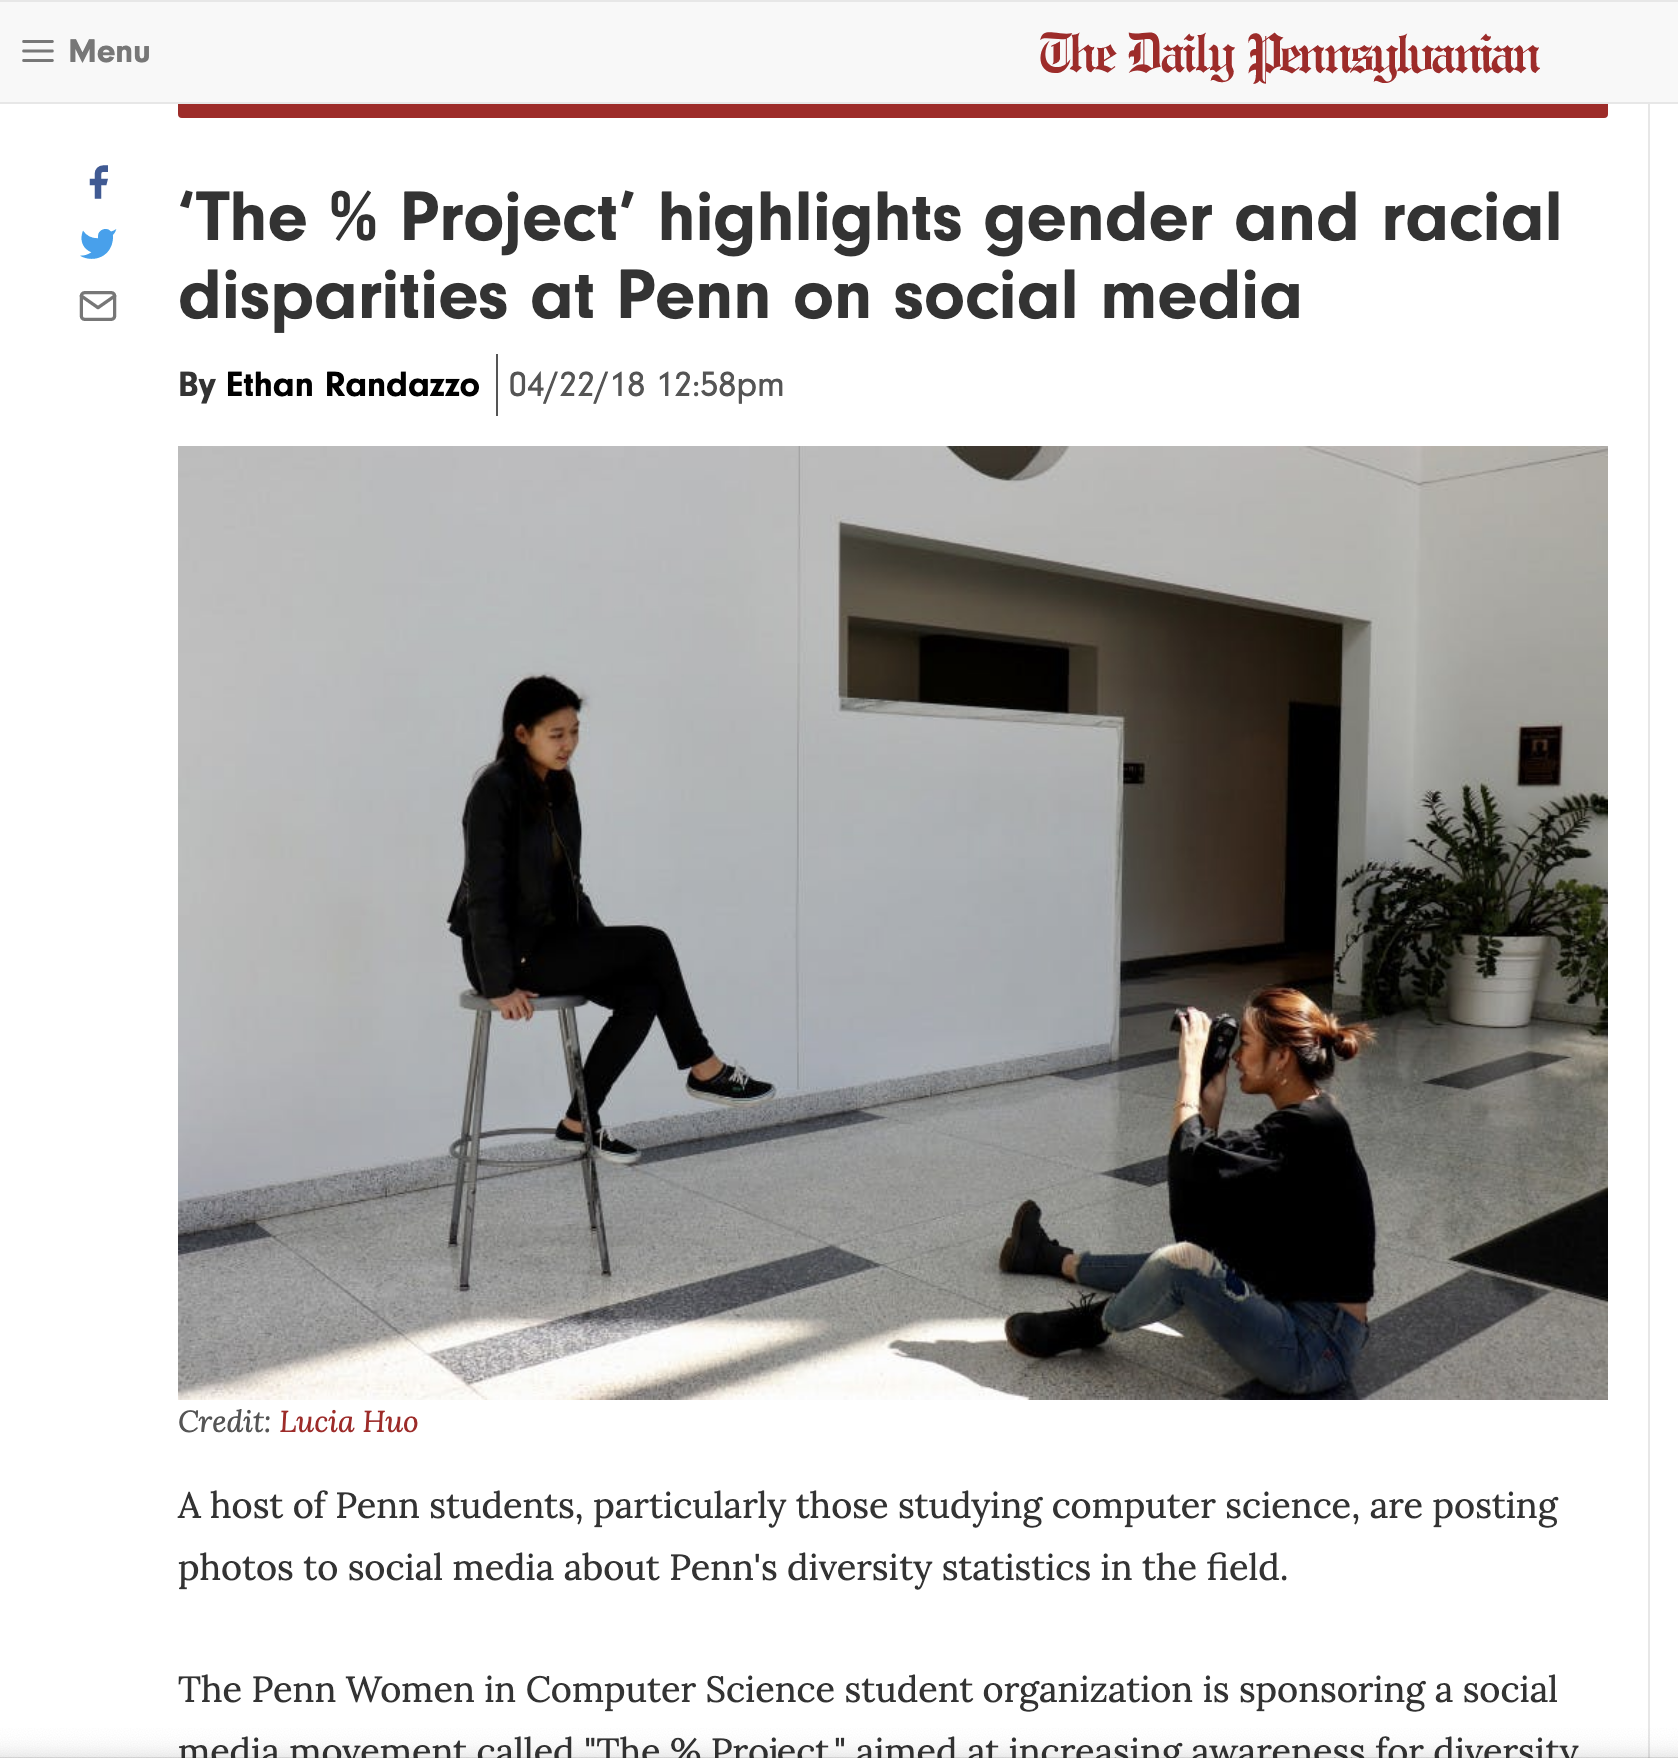 Menu
The Daily Pennsylvanian
‘The % Project’ highlights gender and racial
disparities at Penn on social media
By Ethan Randazzo
04/22/18 12:58pm
Credit: Lucia Huo
A host of Penn students, particularly those studying computer science, are posting
photos to social media about Penn's diversity statistics in the field.
The Penn Women in Computer Science student organization is sponsoring a social
media movement called "The % Project," aimed at increasing awareness for diversity